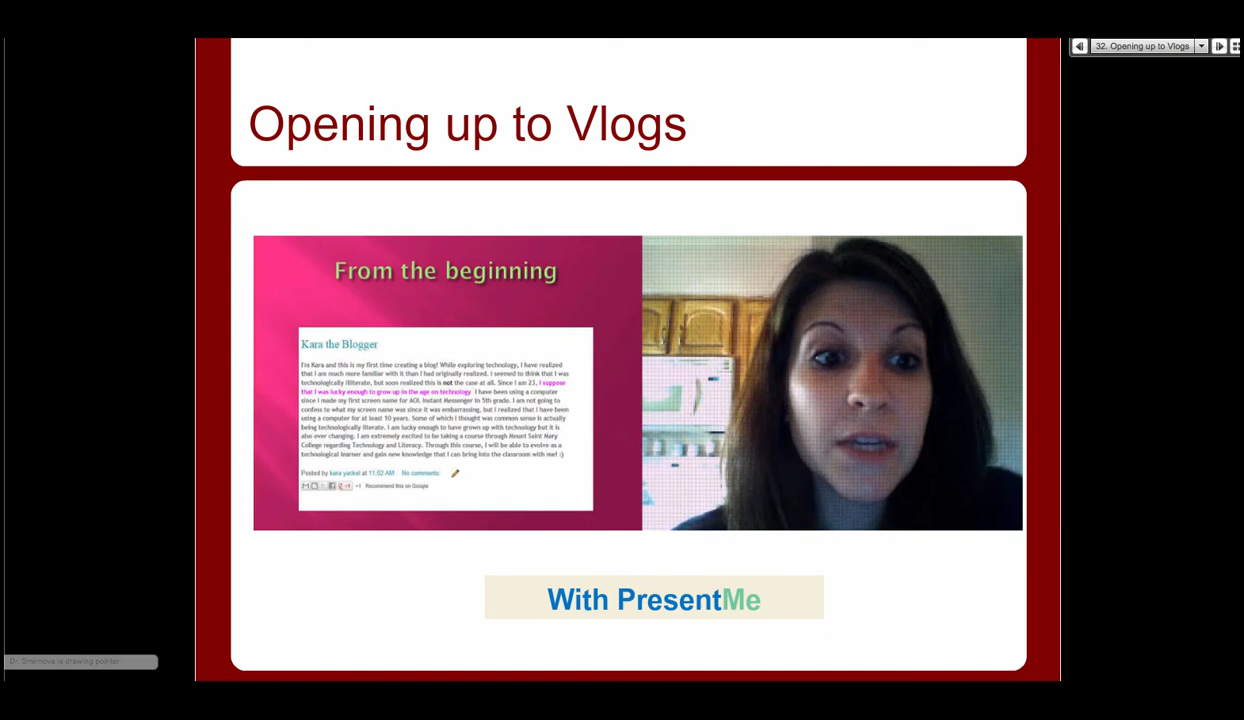 32. Opening up to Vlogs
Opening up to Vlogs
From the beginning
Kara the Blogger
I'm Kara and this is my first time creating a blog! While exploring technology, I have realized
that I am much more familiar with it than I had originally realized. I seemed to think that I was
technologically illiterate, but soon realized this is not the case at all. Since I am 23, I suppose
that I was lucky enough to grow up in the age on technology. I have been using a computer
since I made my first screen name for AOL Instant Messenger in 5th grade. I am not going to
confess to what my screen name was since it was embarrassing, but I realized that I have been
using a computer for at least 10 years. Some of which I thought was common sense is actually
being technologically literate. I am lucky enough to have grown up with technology but it is
also ever changing. I am extremely excited to be taking a course through Mount Saint Mary
College regarding Technology and Literacy. Through this course, I will be able to evolve as a
technological learner and gain new knowledge that I can bring into the classroom with me! :)
Posted by kara yackel at 11:02 AM No comments
+1 Recommend this on Google
With PresentMe
Dr. Smirnova is drawing pointer